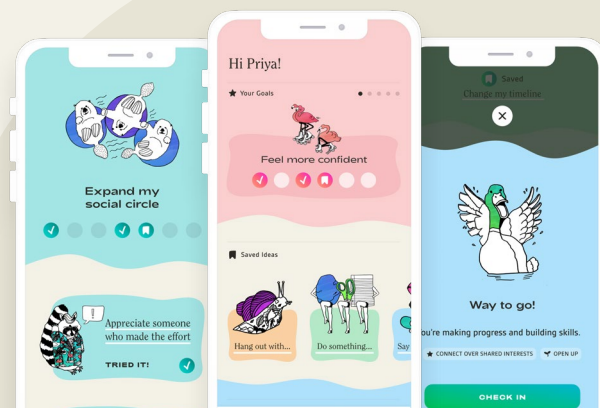 Expand my
social circle
!
Appreciate someone
who made the effort
TRIED IT!
Hi Priya!
Your Goals
Feel more confident
Saved Ideas
Hang out with...
Do something...
Say
Saved
Change my timeline
Way to go!
ou're making progress and building skills.
CONNECT OVER SHARED INTERESTS
OPEN UP
CHECK IN